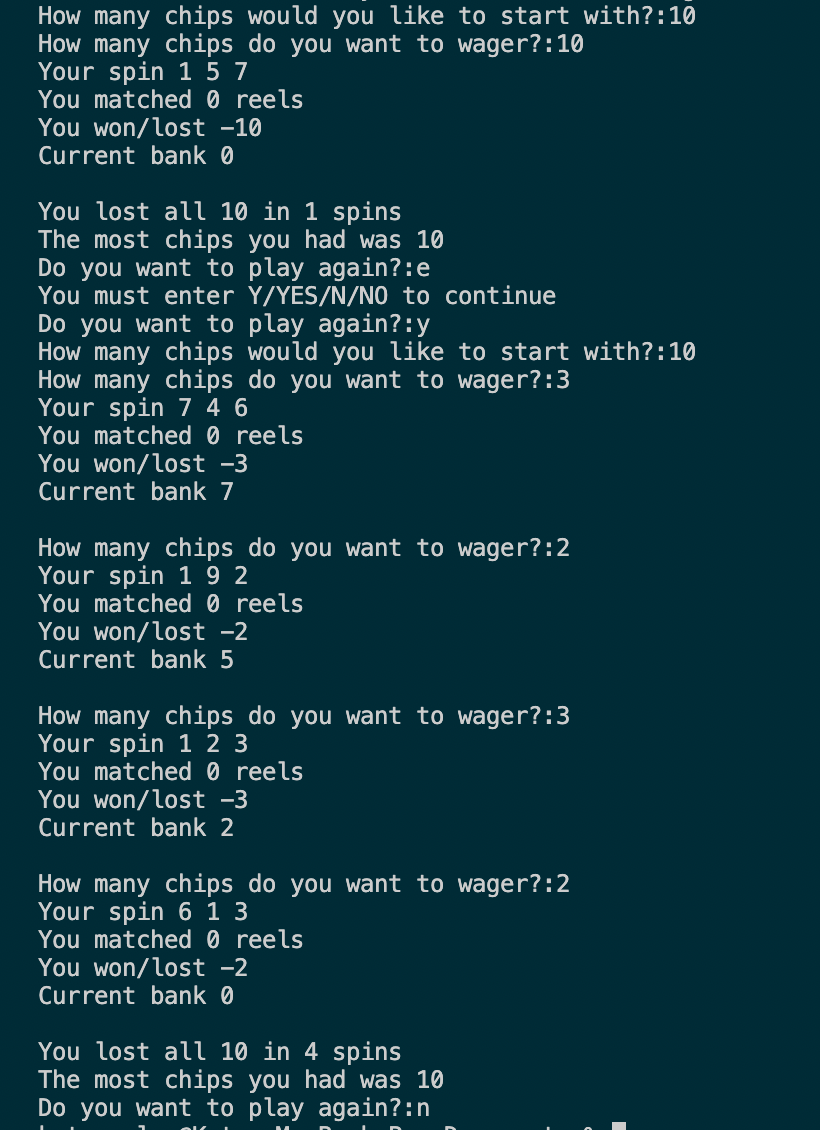 How many chips would you like to start with?:10
How many chips do you want to wager?:10
Your spin 1 5 7
You matched 0 reels
You won/lost -10
Current bank 0
You lost all 10 in 1 spins
The most chips you had was 10
Do you want to play again?:e
You must enter Y/YES/N/NO to continue
Do you want to play again?:y
How many chips would you like to start with?:10
How many chips do you want to wager?:3
Your spin 7 4 6
You matched 0 reels
You won/lost -3
Current bank 7
How many chips do you want to wager?:2
Your spin 1 9 2
You matched 0 reels
You won/lost -2
Current bank 5
How many chips do you want to wager?:3
Your spin 1 2 3
You matched 0 reels
You won/lost -3
Current bank 2
How many chips do you want to wager?:2
Your spin 6 1 3
You matched 0 reels
You won/lost -2
Current bank 0
You lost all 10 in 4 spins
The most chips you had was 10
Do you want to play again?:n